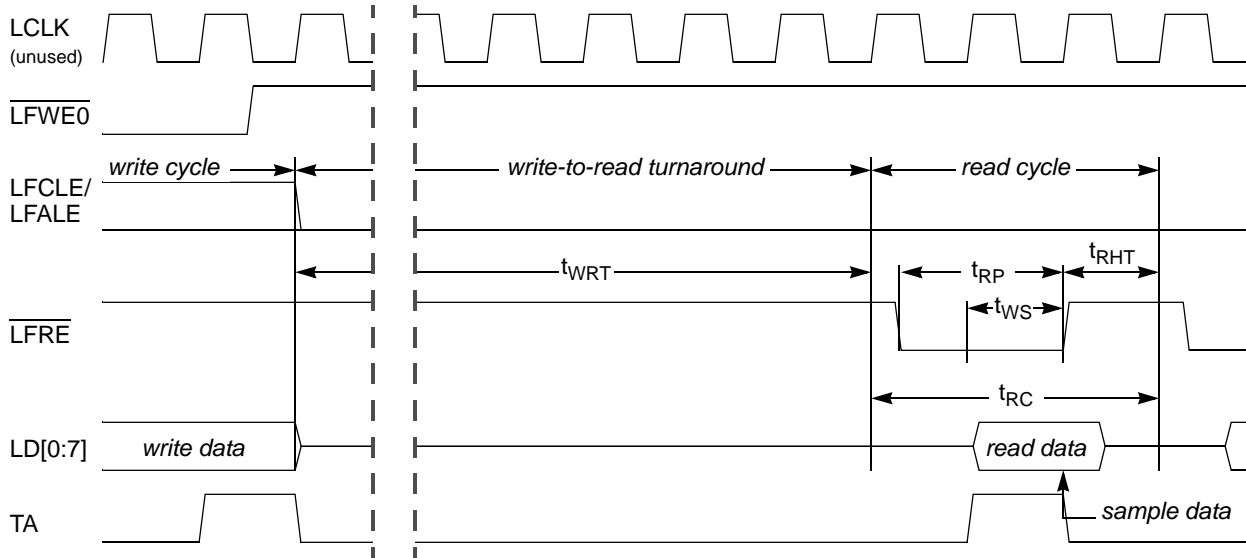 LCLK
(unused)
LFWE0
write cycle write-to-read turnaround read cycle
LFCLE/
LFALE
tWRT tRP tRHT
tWS
LFRE
tRC
LD[0:7] write data read data
TA sample data